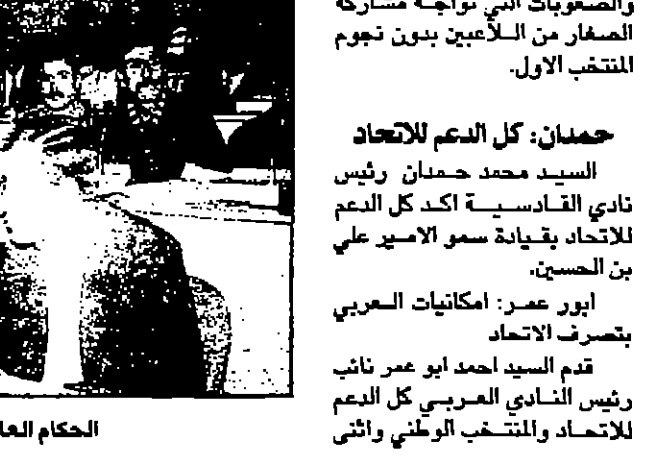 والصعوبات التي تواجه مشاركة
الصغار من اللاعبين بدون نجوم
المنتخب الاول.
حمدان: كل الدعم للاتحاد
السيد محمد حمدان رئيس
نادي القادسية اكد كل الدعم
للاتحاد بقيادة سمو الامير علي
بن الحسين.
ابور عمر: امكانيات العربي
بتصرف الاتحاد
قدم السيد احمد ابو عمر نائب
رئيس النادي العربي كل الدعم
للاتحاد والمنتخب الوطني واثنى
الحكام